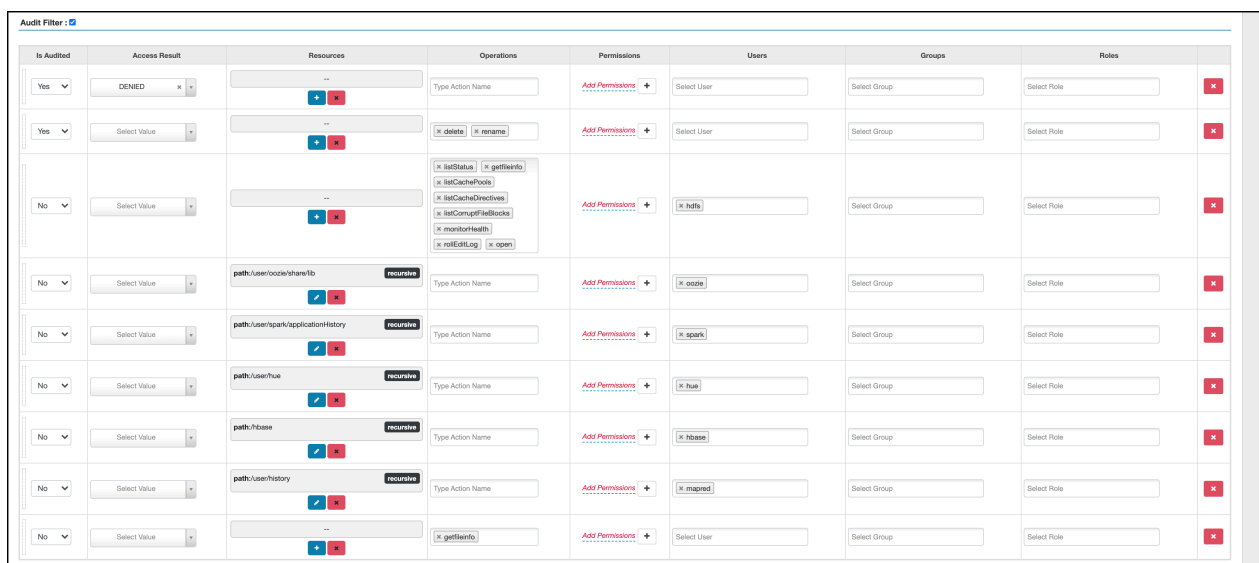 Audit Filter :
Is Audited Access Result Resources Operations Permissions Users Groups Roles
Yes DENIED -- Type Action Name Add Permissions Select User Select Group Select Role
Yes Select Value -- delete rename Add Permissions Select User Select Group Select Role
listStatus getfileinfo
listCachePools
listCacheDirectives
No Select Value -- Add Permissions hdfs Select Group Select Role
listCorruptFileBlocks
monitorHealth
rollEditLog open
path:/user/oozie/share/lib recursive
No Select Value Type Action Name Add Permissions oozie Select Group Select Role
path:/user/spark/applicationHistory recursive
No Select Value Type Action Name Add Permissions spark Select Group Select Role
path:/user/hue recursive
No Select Value Type Action Name Add Permissions hue Select Group Select Role
path:/hbase recursive
No Select Value Type Action Name Add Permissions hbase Select Group Select Role
path:/user/history recursive
No Select Value Type Action Name Add Permissions mapred Select Group Select Role
No Select Value -- getfileinfo Add Permissions Select User Select Group Select Role